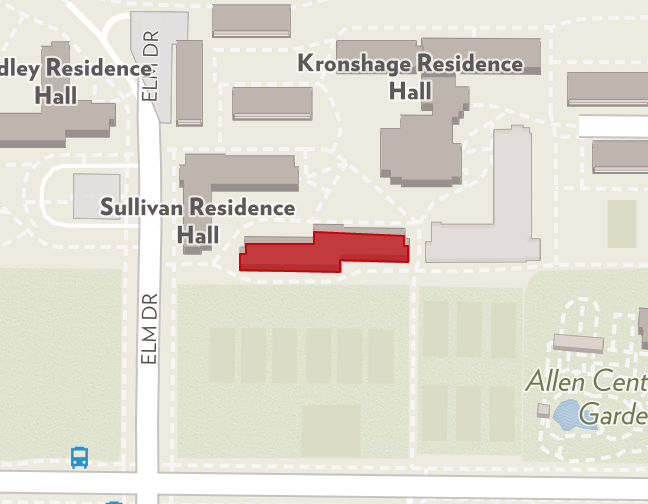 ELM DR
dley Residence
Hall
Kronshage Residence
Hall
Sullivan Residence
Hall
ELM DR
Allen Cent
Garde